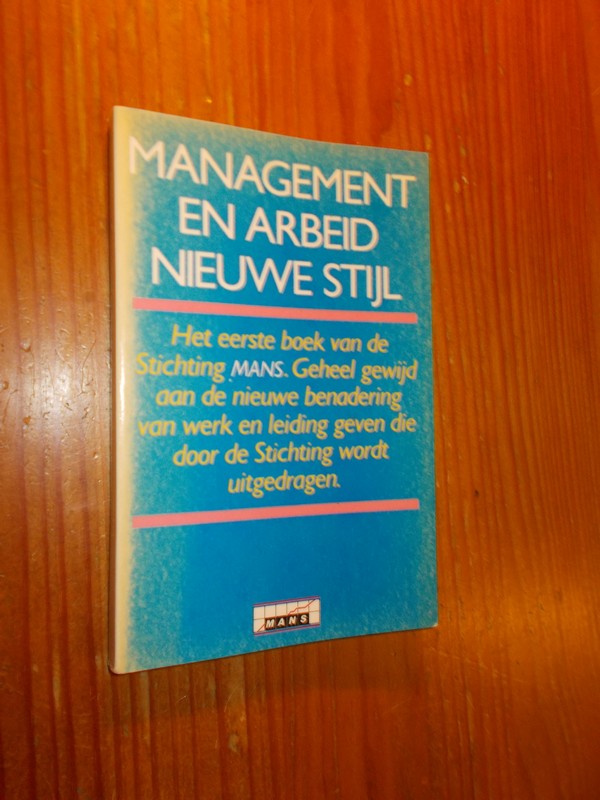 MANAGEMENT
EN ARBEID
NIEUWE STIJL
Het eerste boek van de
Stichting MANS. Geheel gewijd
aan de nieuwe benadering
van werk en leiding geven die
door de Stichting wordt
uitgedragen.
MANS